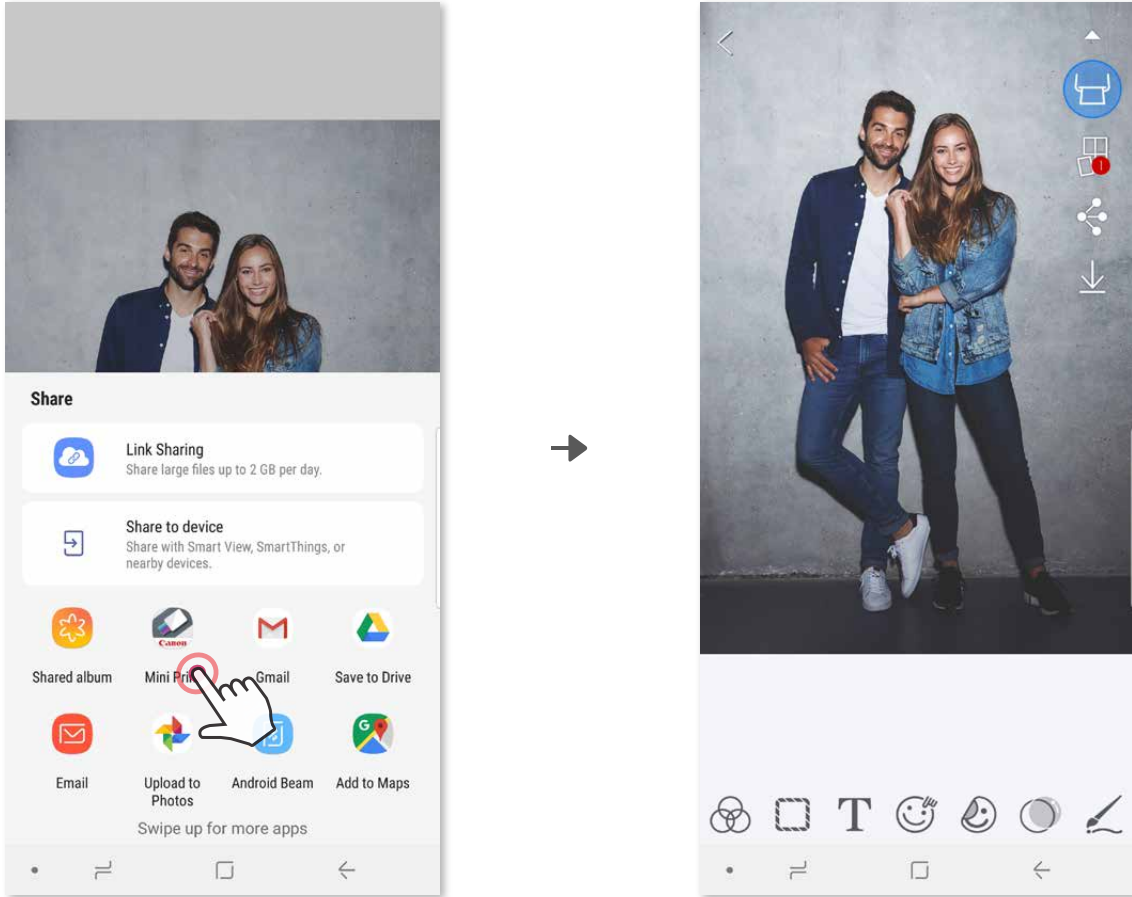 Share
Link Sharing
Share large files up to 2 GB per day.
Share to device
Share with Smart View, SmartThings, or
nearby devices.
Canon
Shared album
Mini
Gmail
Save to Drive
G
Email
Upload to
Photos
Android Beam
Add to Maps
Swipe up for more apps
T